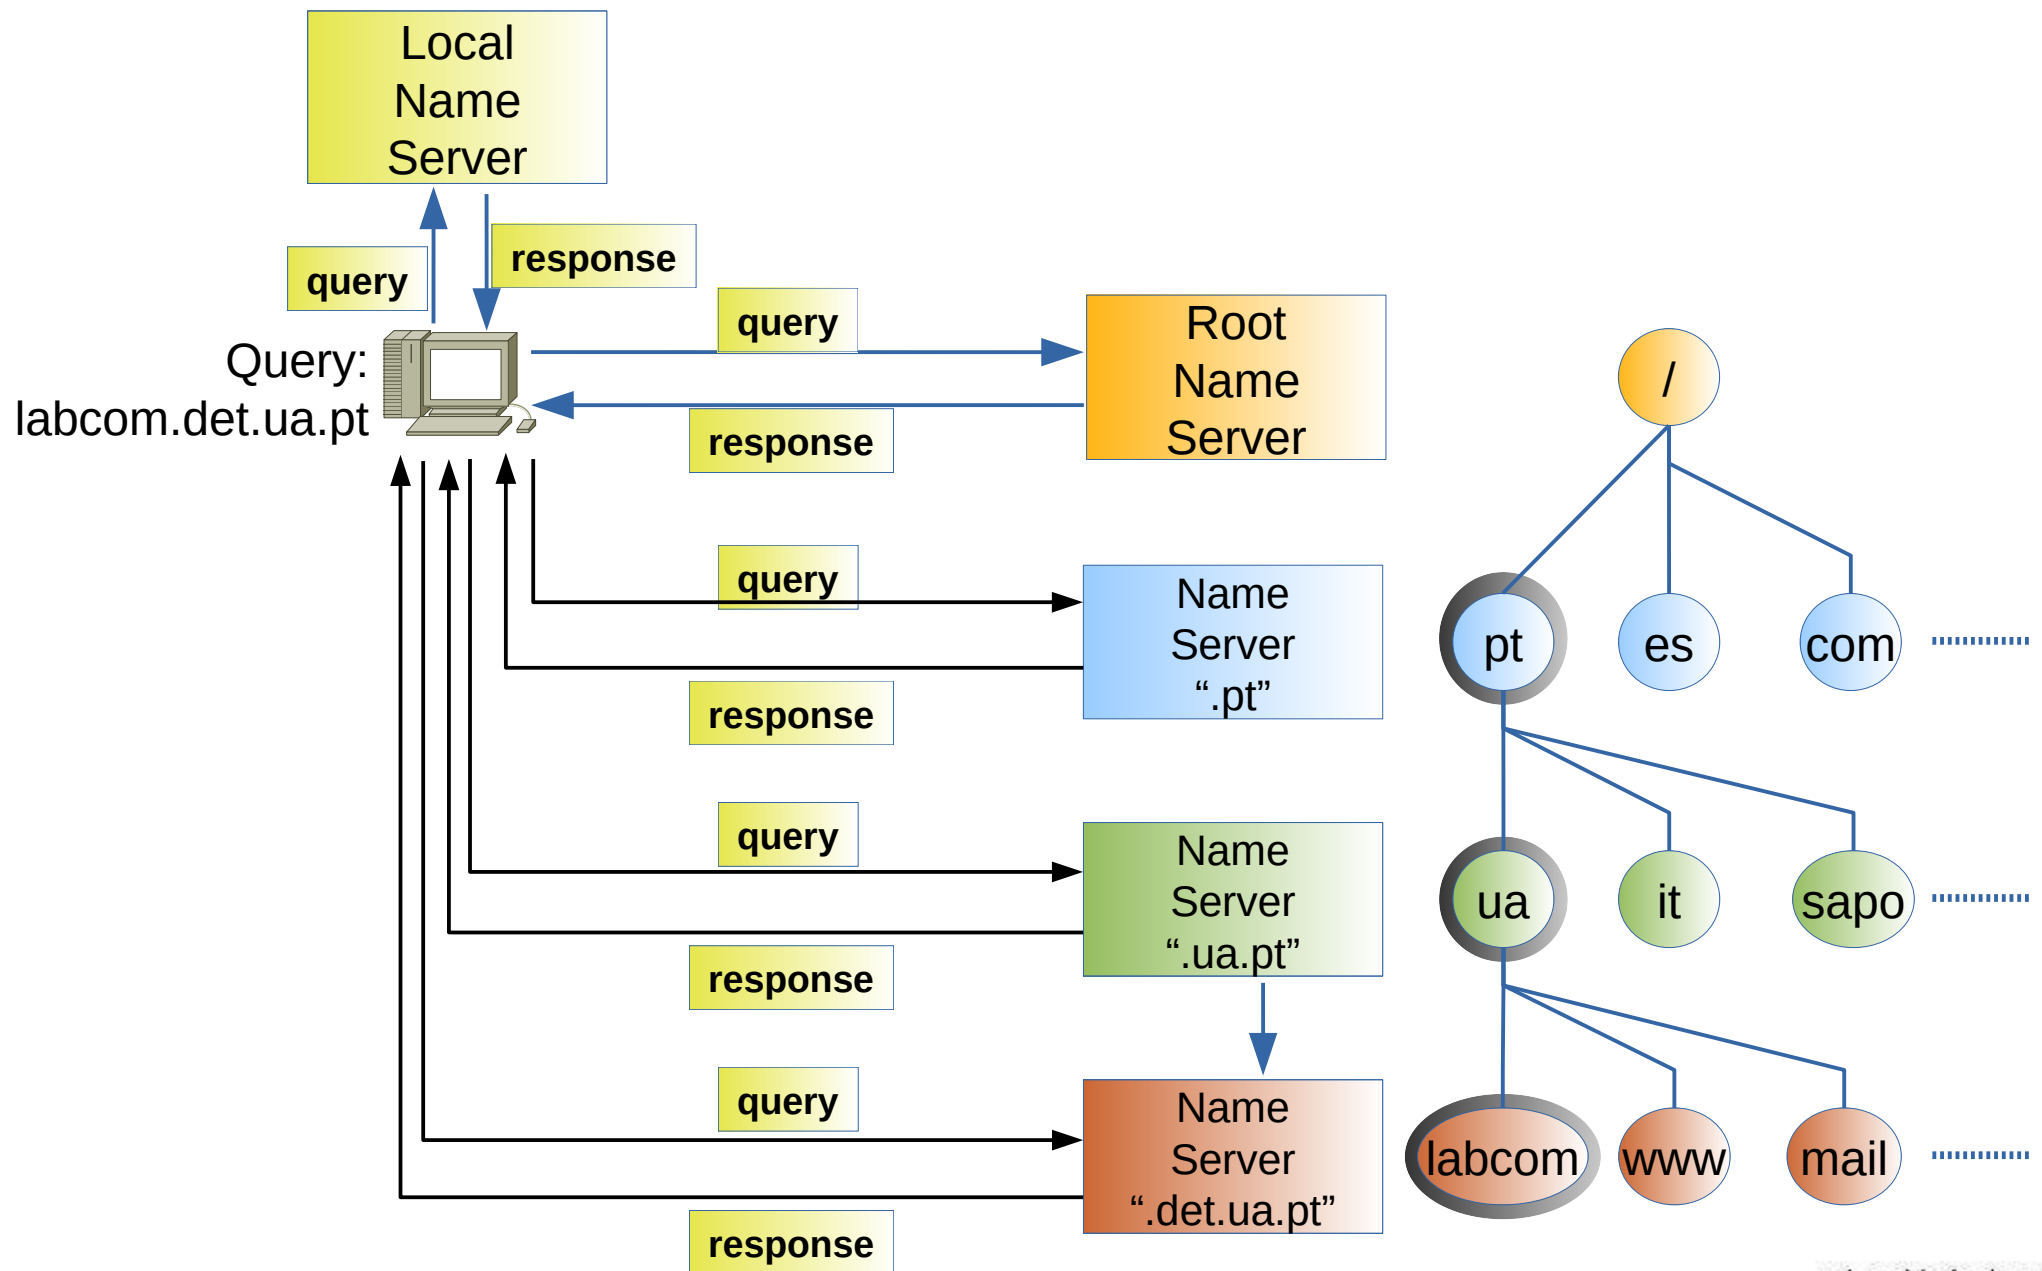 Local
Name
Server
query
response
Query:
labcom.det.ua.pt
query
response
Root
Name
Server
/
query
response
Name
Server
“.pt”
pt
es
com
query
response
Name
Server
“.ua.pt”
ua
it
sapo
query
response
Name
Server
“.det.ua.pt”
labcom
www
mail